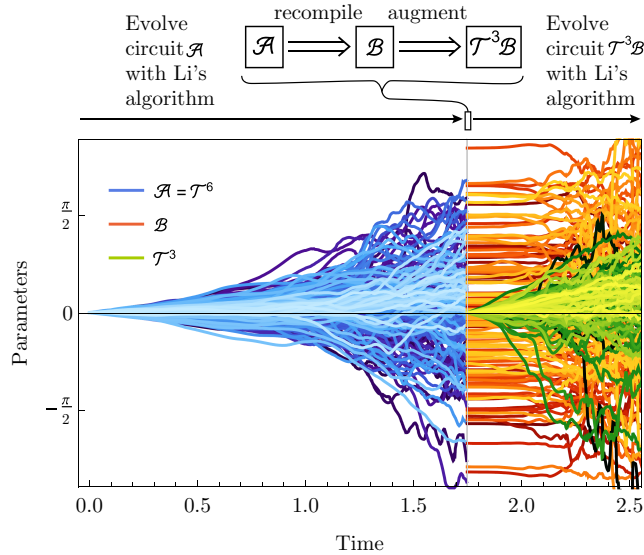 Evolve
circuit 𝒜
with Li's
algorithm
recompile
augment
𝒜
ℬ
𝒯³ℬ
Evolve
circuit 𝒯³ℬ
with Li's
algorithm
𝒜 = 𝒯⁶
ℬ
𝒯³
Parameters
π/2
0
-π/2
0.0 0.5 1.0 1.5 2.0 2.5
Time